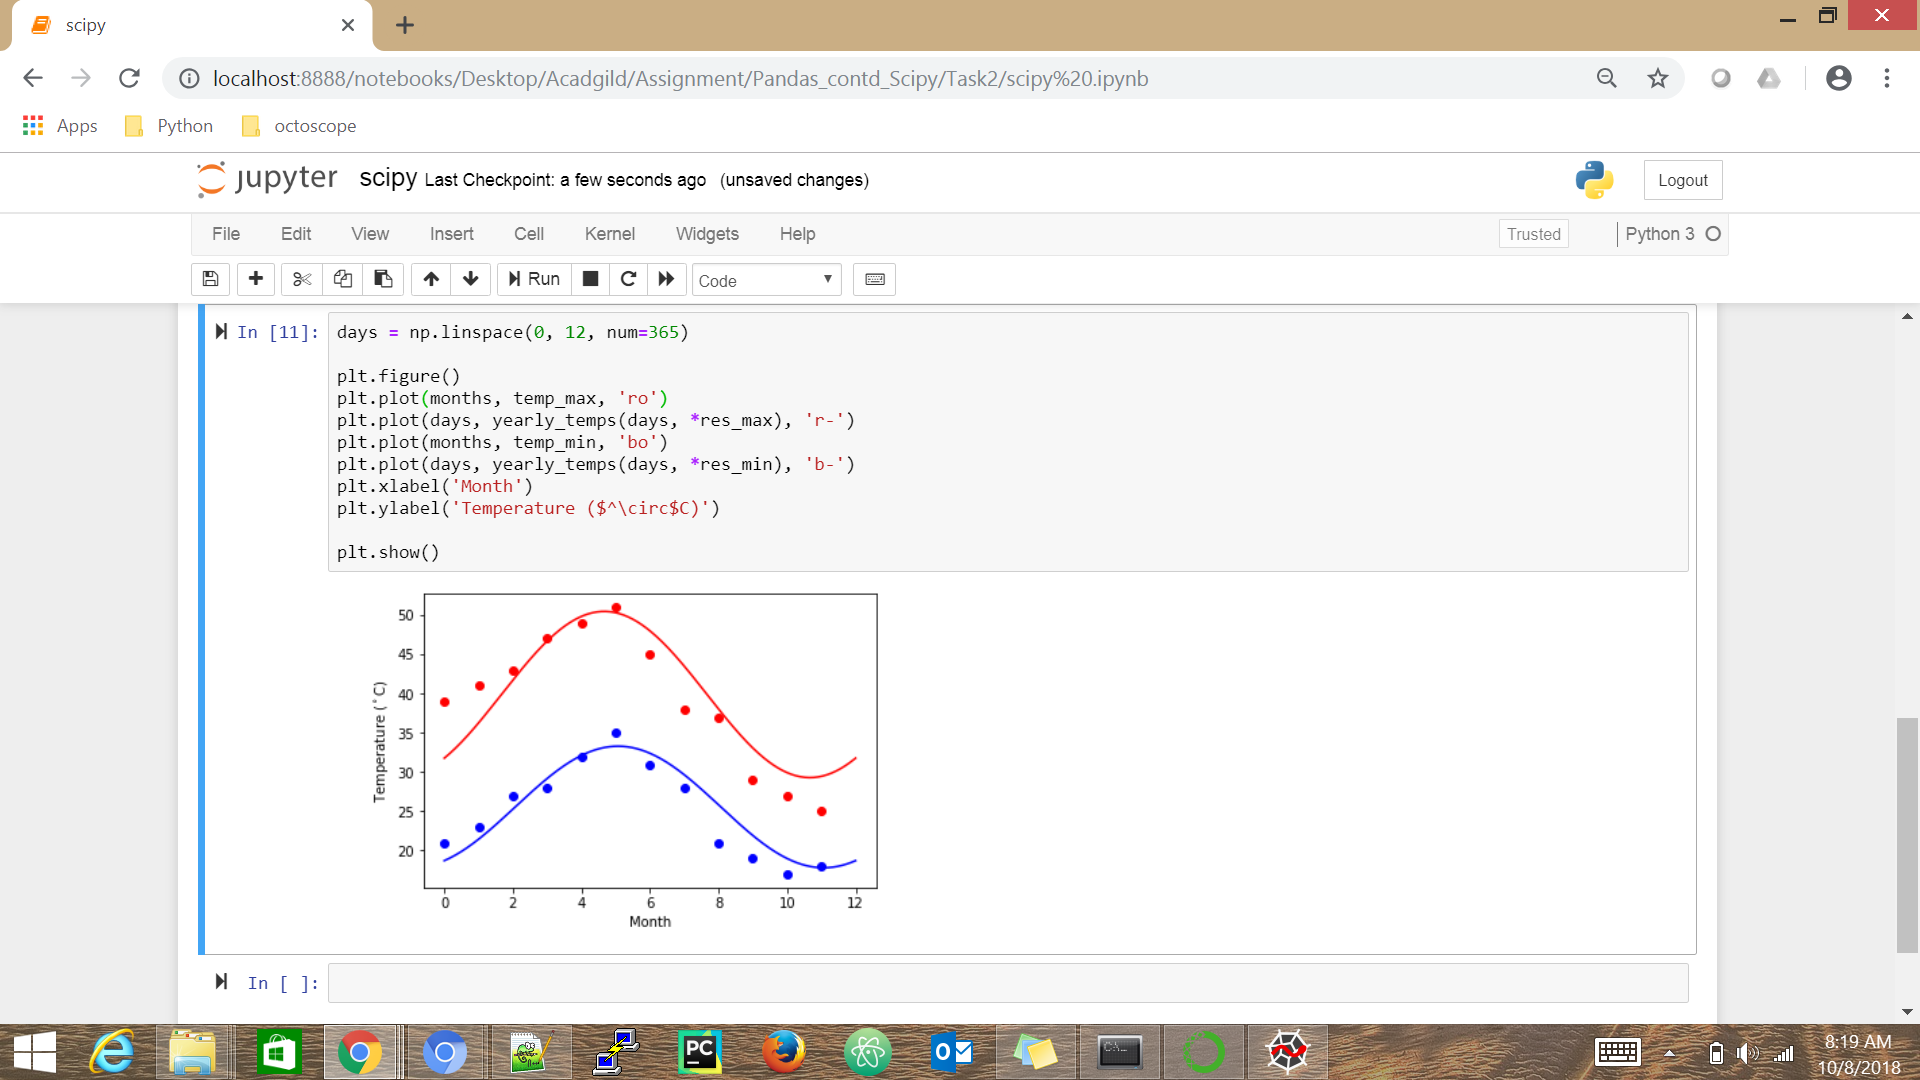 scipy
localhost:8888/notebooks/Desktop/Acadgild/Assignment/Pandas_contd_Scipy/Task2/scipy%20.ipynb
Apps Python octoscope
jupyter scipy Last Checkpoint: a few seconds ago (unsaved changes) Logout
File Edit View Insert Cell Kernel Widgets Help Trusted Python 3
Run Code
In [11]:
days = np.linspace(0, 12, num=365)
plt.figure()
plt.plot(months, temp_max, 'ro')
plt.plot(days, yearly_temps(days, *res_max), 'r-')
plt.plot(months, temp_min, 'bo')
plt.plot(days, yearly_temps(days, *res_min), 'b-')
plt.xlabel('Month')
plt.ylabel('Temperature ($^\circ$C)')
plt.show()
Temperature (°C)
50
45
40
35
30
25
20
0 2 4 6 8 10 12
Month
In [ ]:
PC
C:\
8:19 AM
10/8/2018